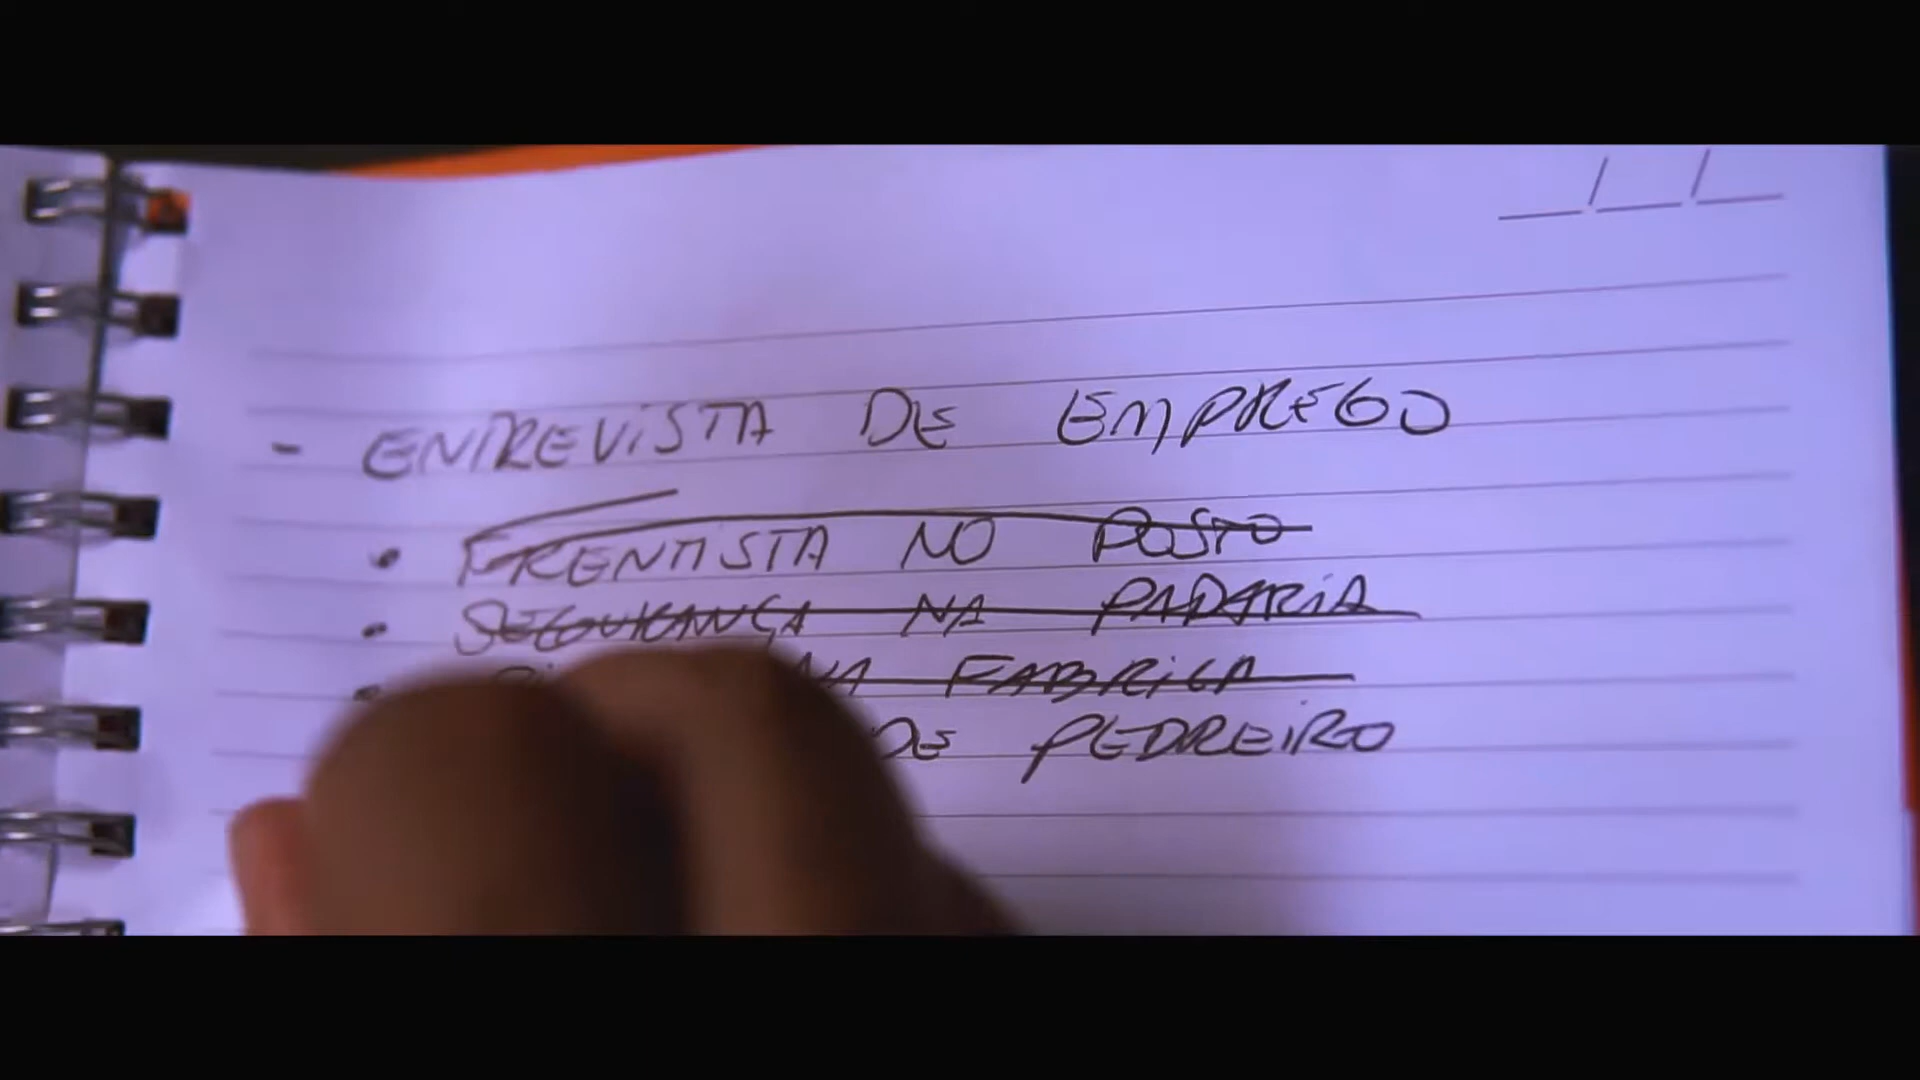 - ENTREVISTA DE EMPREGO
• FRENTISTA NO POSTO
• SEGURANÇA NA PADARIA
• NA FABRICA
DE PEDREIRO